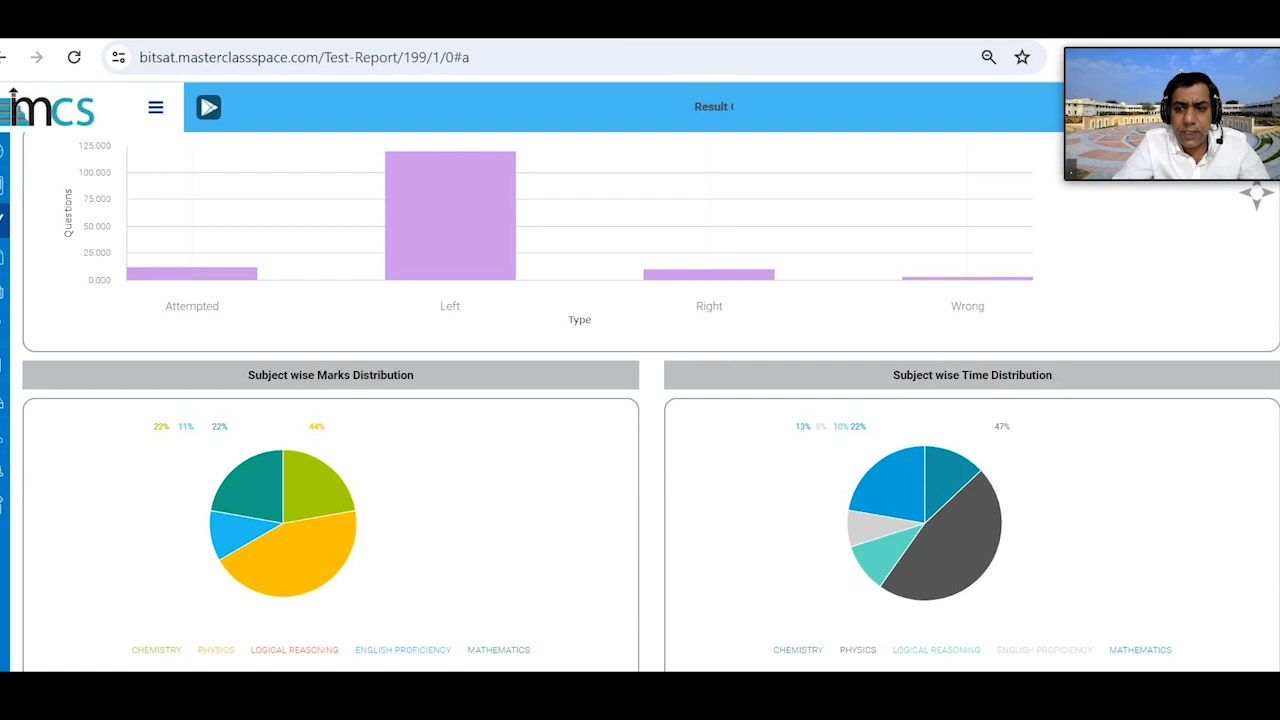 bitsat.masterclassspace.com/Test-Report/199/1/0#a
mcs
Result
125.000
100.000
75.000
50.000
25.000
0.000
Questions
Attempted Left Right Wrong
Type
Subject wise Marks Distribution
22% 11% 22% 44%
CHEMISTRY PHYSICS LOGICAL REASONING ENGLISH PROFICIENCY MATHEMATICS
Subject wise Time Distribution
13% 8% 10% 22% 47%
CHEMISTRY PHYSICS LOGICAL REASONING ENGLISH PROFICIENCY MATHEMATICS